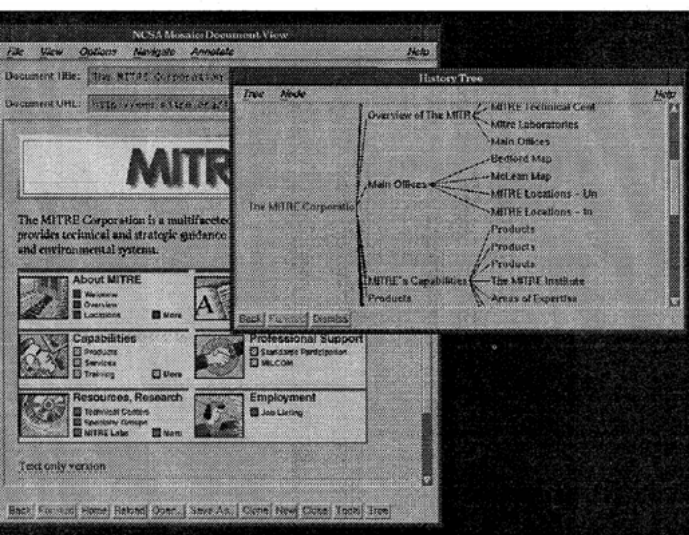 NCSA Mosaic: Document View
File View Options Navigate Annotate Help
Document Title: The MITRE Corporation
Document URL:
MITR
The MITRE Corporation is a multifaceted
provides technical and strategic guidance
and environmental systems.
About MITRE
Welcome
Overview
Locations More
Capabilities
Products
Services
Training More
Professional Support
Standards Participation
MILCOM
Resources, Research
Technical Centers
Specialty Groups
MITRE Labs More
Employment
Job Listing
Text only version
Back Forward Home Reload Open... Save As... Clone New Close Tools Tree
History Tree
Tree Node Help
The MITRE Corporatio
Overview of The MITR
MITRE Technical Cent
Mitre Laboratories
Main Offices
Main Offices
Bedford Map
McLean Map
MITRE Locations - Un
MITRE Locations - In
MITRE's Capabilities
Products
Products
Products
The MITRE Institute
Areas of Expertise
Products
Back Forward Dismiss